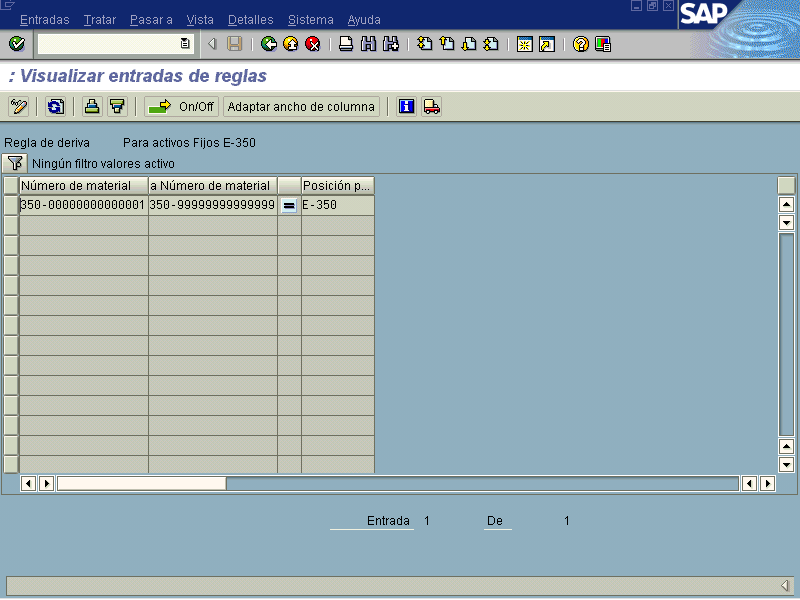 Entradas Tratar Pasar a Vista Detalles Sistema Ayuda
SAP
: Visualizar entradas de reglas
On/Off Adaptar ancho de columna
Regla de deriva Para activos Fijos E-350
Ningún filtro valores activo
Número de material a Número de material Posición p...
350-00000000000001 350-99999999999999 = E-350
Entrada 1 De 1